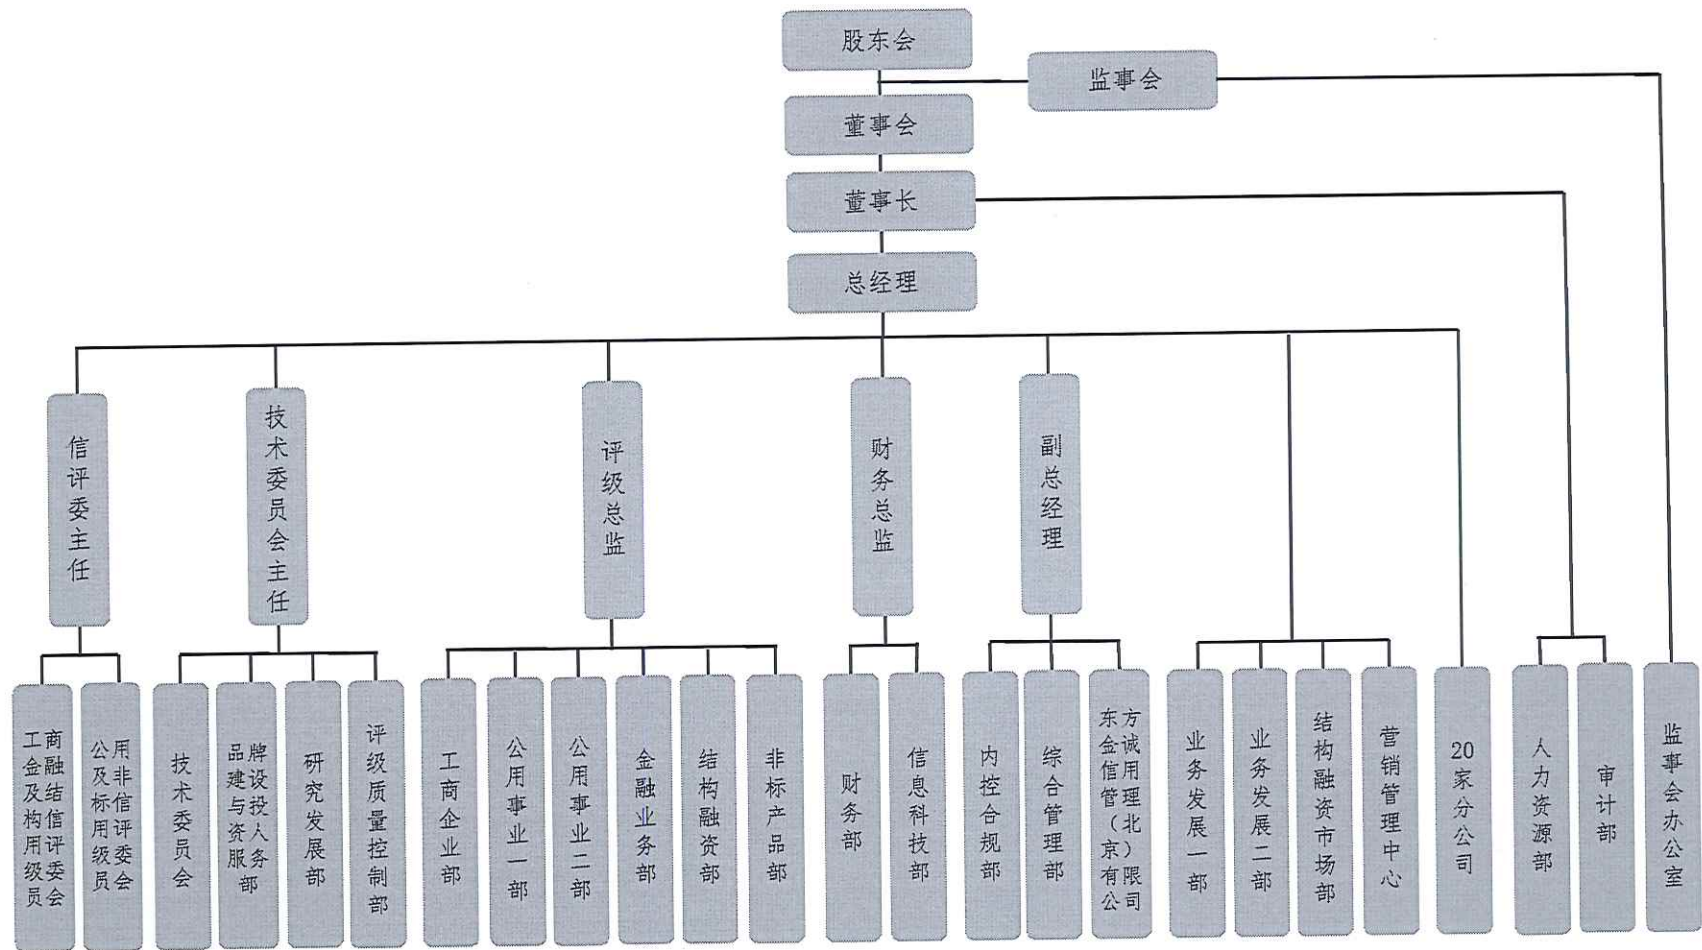 股东会
监事会
董事会
董事长
总经理
信评委主任
技术委员会主任
评级总监
财务总监
副总经理
工商金融及结构信用评级委员会
公用及非标信用评级委员会
技术委员会
品牌建设与投资人服务部
研究发展部
评级质量控制部
工商企业部
公用事业一部
公用事业二部
金融业务部
结构融资部
非标产品部
财务部
信息科技部
内控合规部
综合管理部
东方金诚信用管理（北京）有限公司
业务发展一部
业务发展二部
结构融资市场部
营销管理中心
20家分公司
人力资源部
审计部
监事会办公室